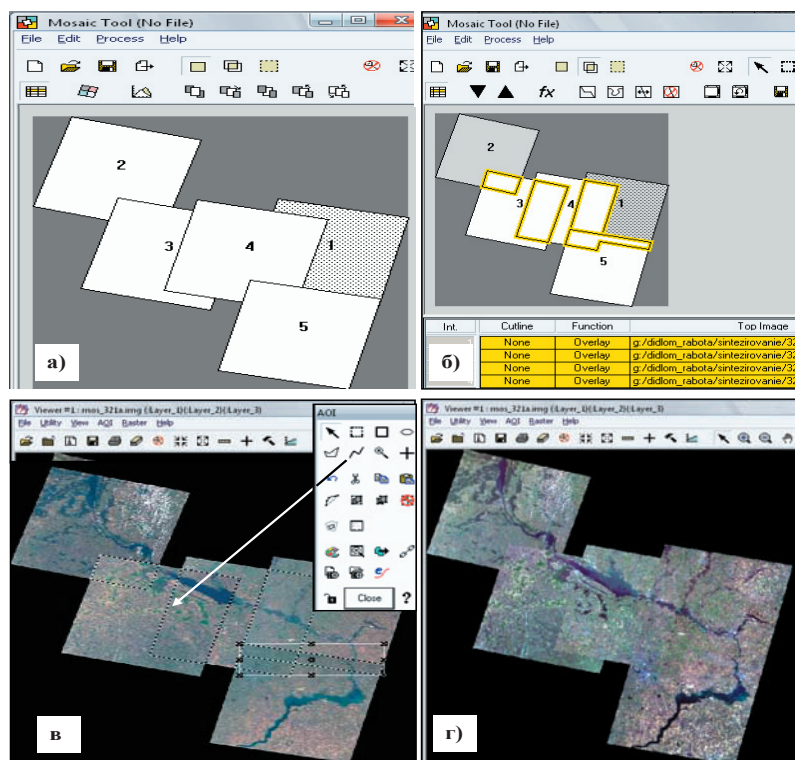 Mosaic Tool (No File)
File Edit Process Help
2
3
4
1
5
а)
Mosaic Tool (No File)
File Edit Process Help
fx
2
3
4
1
5
Int. Cutline Function Top Image
None Overlay g:/didlom_rabota/sintezirovanie/32
None Overlay g:/didlom_rabota/sintezirovanie/32
None Overlay g:/didlom_rabota/sintezirovanie/32
None Overlay g:/didlom_rabota/sintezirovanie/32
б)
Viewer #1 : mos_321a.img (:Layer_1)(:Layer_2)(:Layer_3)
File Utility View AOI Raster Help
AOI
Close ?
в
Viewer #1 : mos_321a.img (:Layer_1)(:Layer_2)(:Layer_3)
File Utility View AOI Raster Help
г)